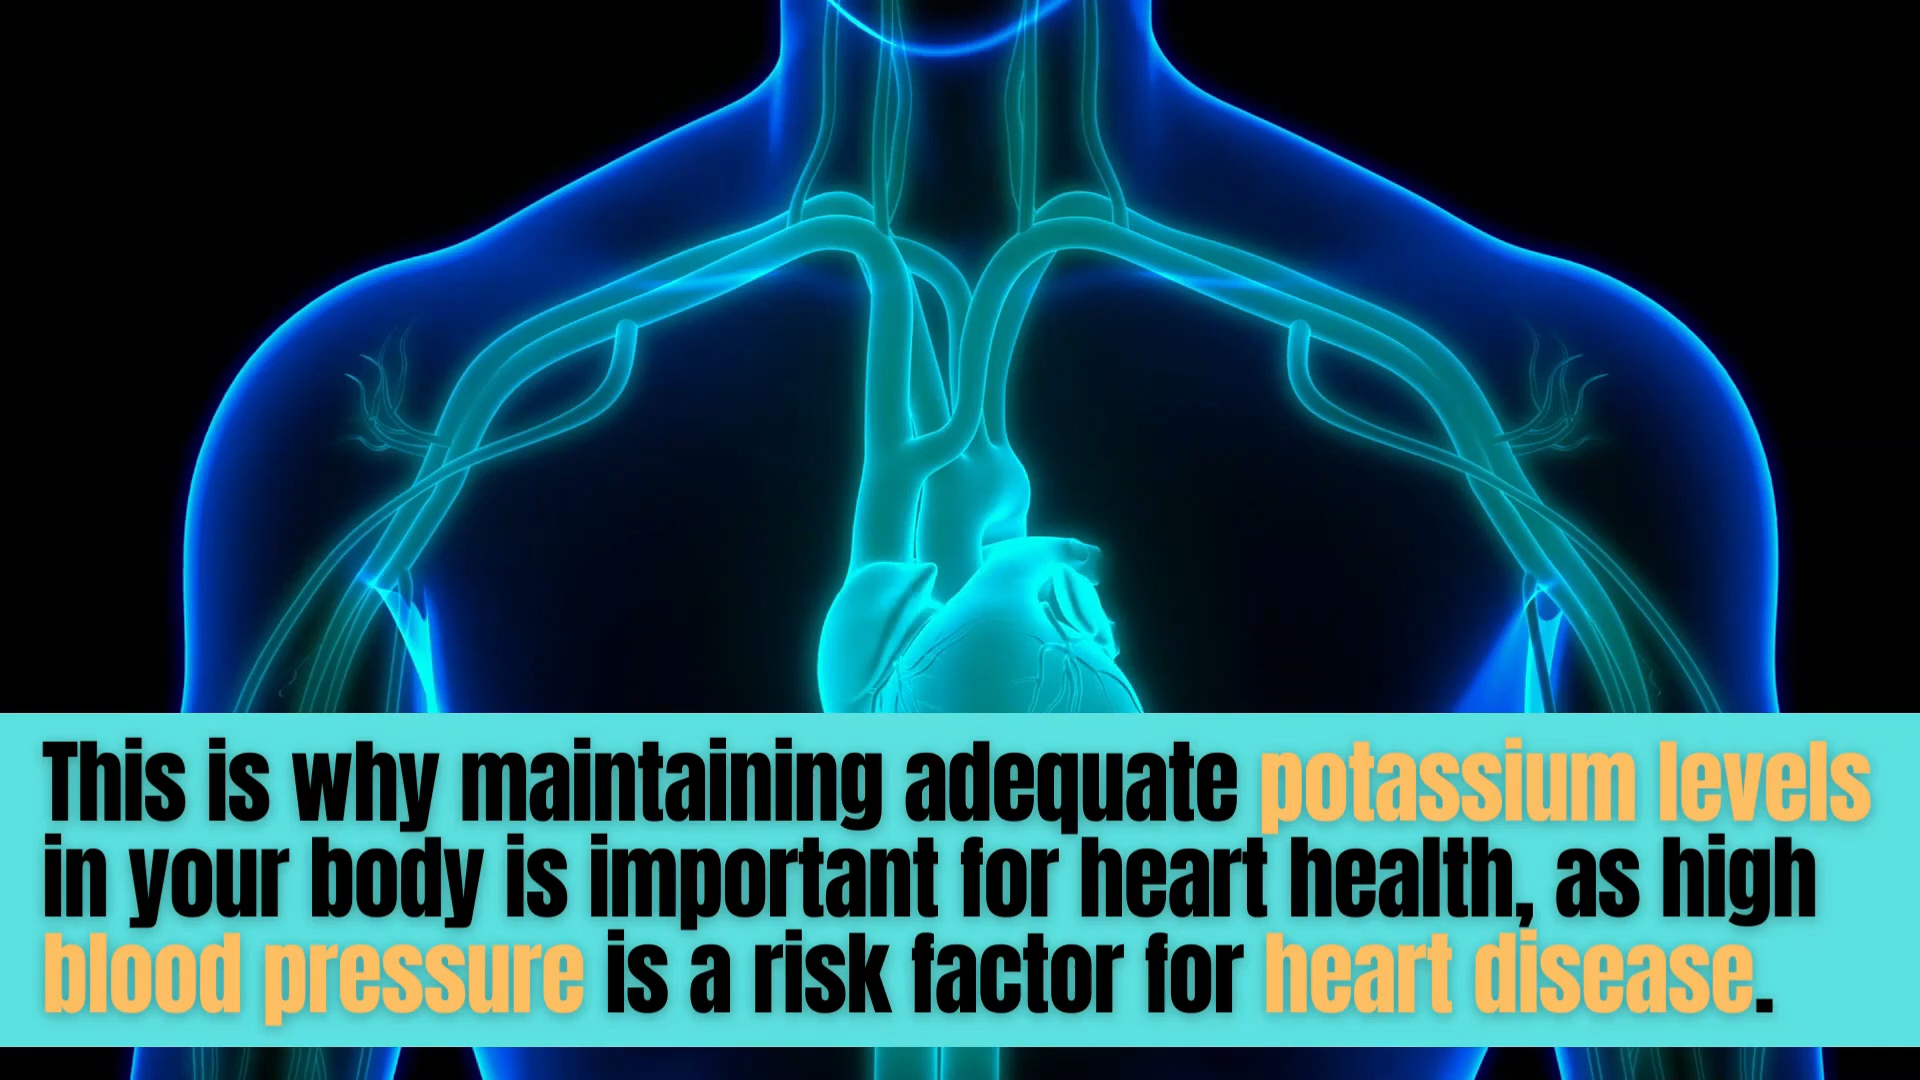 This is why maintaining adequate potassium levels
in your body is important for heart health, as high
blood pressure is a risk factor for heart disease.